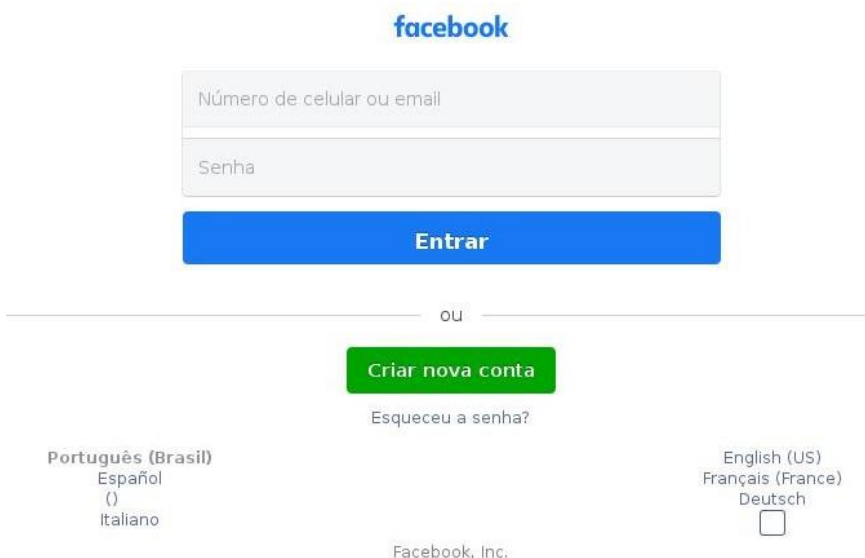 facebook
Número de celular ou email
Senha
Entrar
ou
Criar nova conta
Esqueceu a senha?
Português (Brasil)
Español
()
Italiano
English (US)
Français (France)
Deutsch
Facebook, Inc.